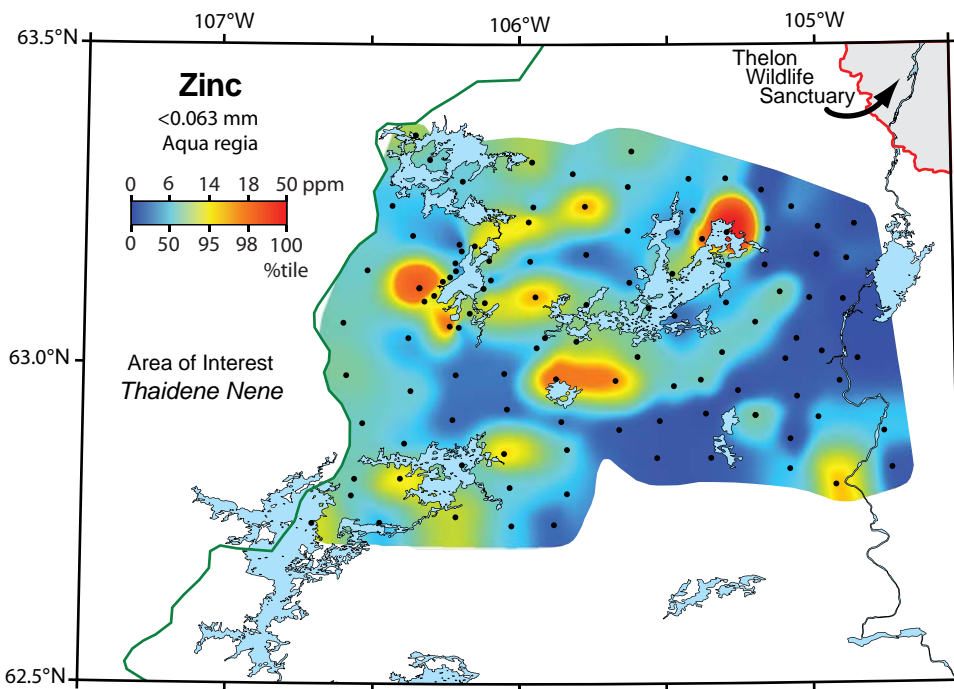 107°W 106°W 105°W
63.5°N
Zinc
<0.063 mm
Aqua regia
0 6 14 18 50 ppm
0 50 95 98 100
%tile
Thelon
Wildlife
Sanctuary
63.0°N
Area of Interest
Thaidene Nene
62.5°N